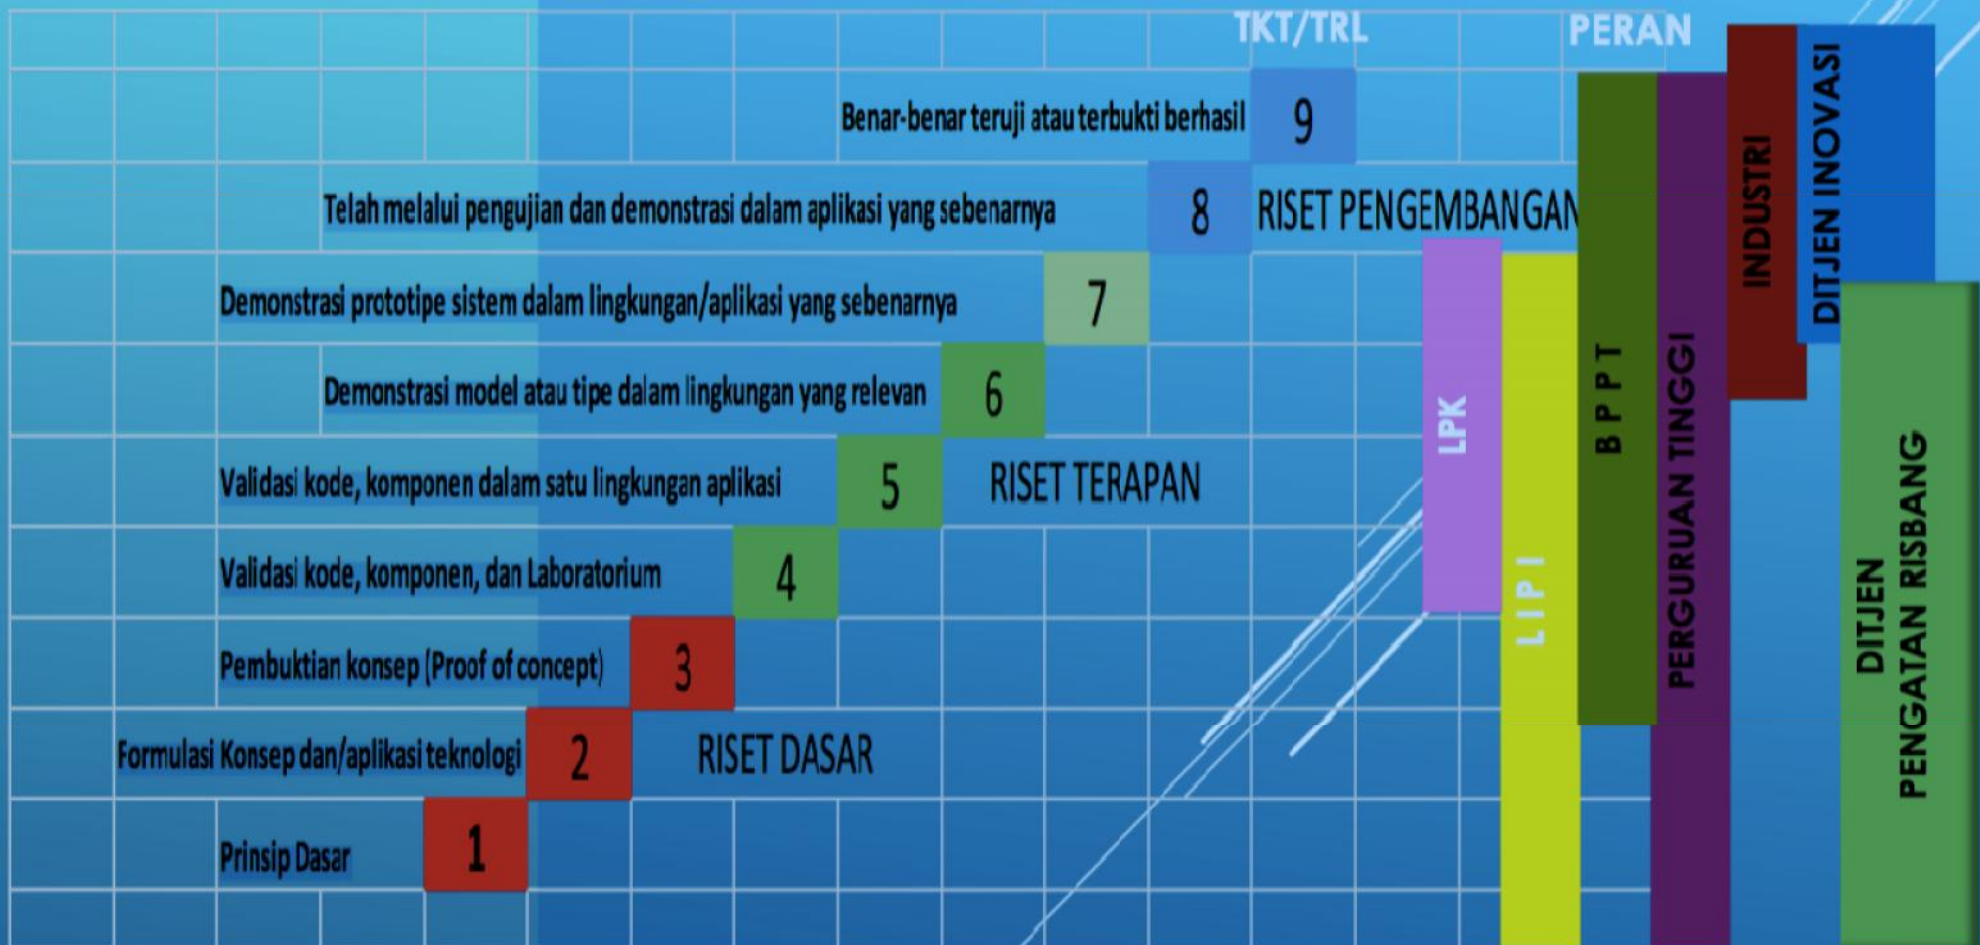 TKT/TRL
PERAN
Benar-benar teruji atau terbukti berhasil
9
Telah melalui pengujian dan demonstrasi dalam aplikasi yang sebenarnya
8
RISET PENGEMBANGAN
Demonstrasi prototipe sistem dalam lingkungan/aplikasi yang sebenarnya
7
Demonstrasi model atau tipe dalam lingkungan yang relevan
6
Validasi kode, komponen dalam satu lingkungan aplikasi
5
RISET TERAPAN
Validasi kode, komponen, dan Laboratorium
4
Pembuktian konsep (Proof of concept)
3
Formulasi Konsep dan/aplikasi teknologi
2
RISET DASAR
Prinsip Dasar
1
LPK
L I P I
B P P T
PERGURUAN TINGGI
INDUSTRI
DITJEN INOVASI
DITJEN
PENGATAN RISBANG